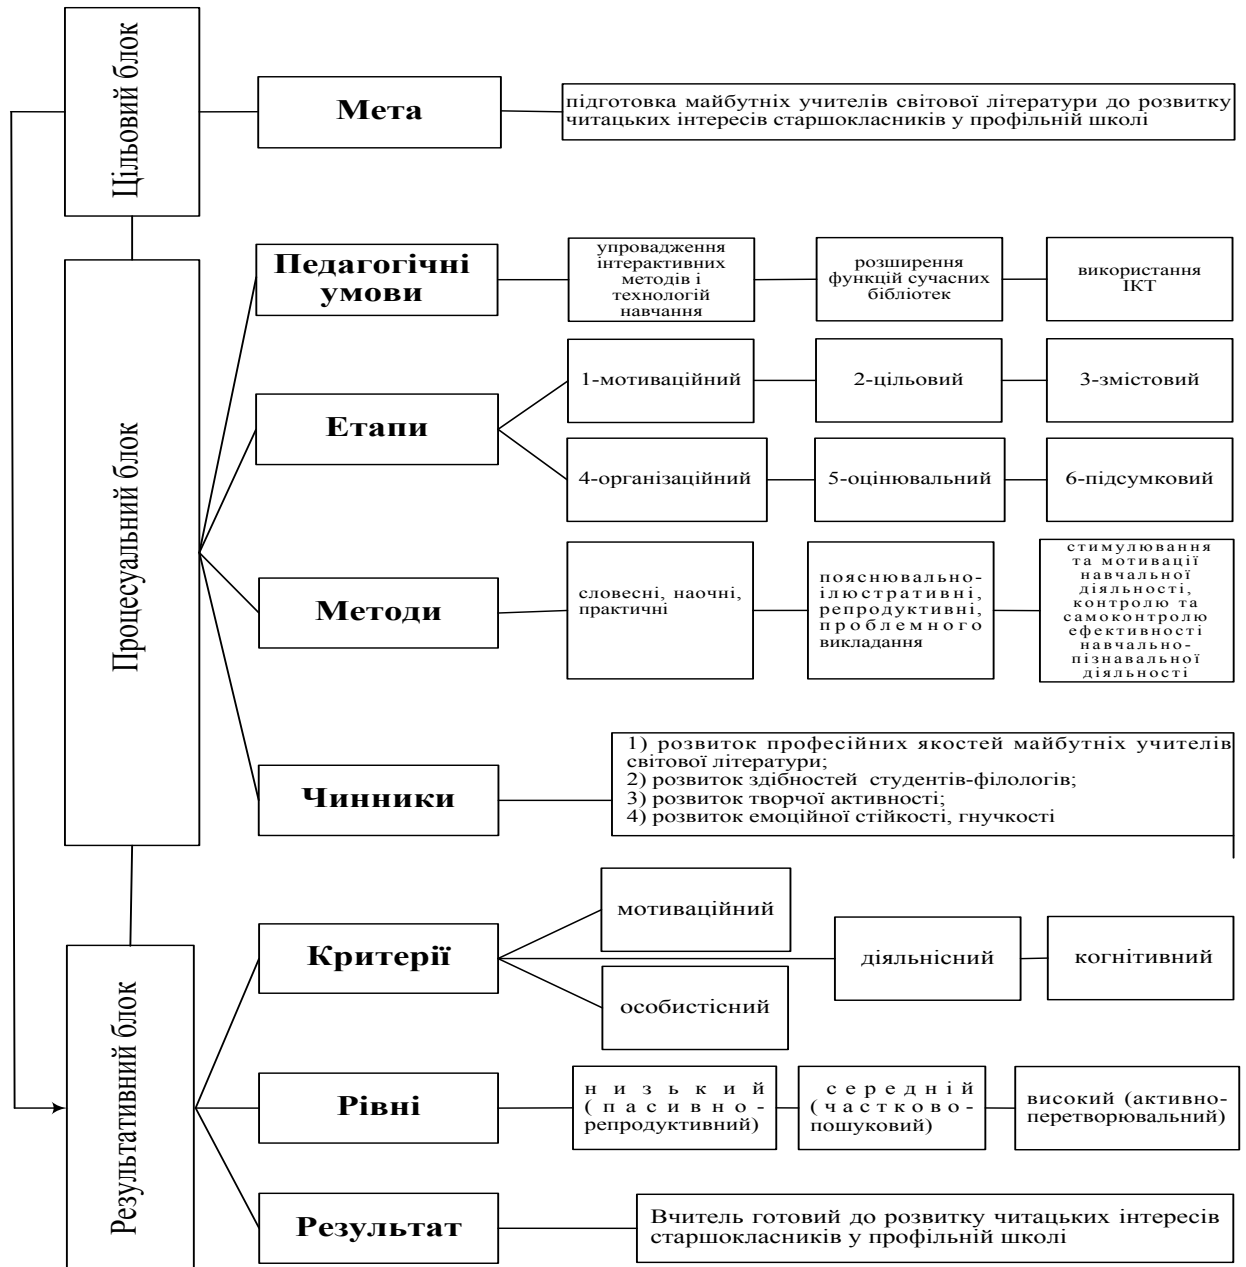 Цільовий блок
Мета
підготовка майбутніх учителів світової літератури до розвитку
читацьких інтересів старшокласників у профільній школі
Процесуальний блок
Педагогічні
умови
упровадження
інтерактивних
методів і
технологій
навчання
розширення
функцій сучасних
бібліотек
використання
ІКТ
Етапи
1-мотиваційний
2-цільовий
3-змістовий
4-організаційний
5-оцінювальний
6-підсумковий
Методи
словесні, наочні,
практичні
пояснювально-
ілюстративні,
репродуктивні,
проблемного
викладання
стимулювання
та мотивації
навчальної
діяльності,
контролю та
самоконтролю
ефективності
навчально-
пізнавальної
діяльності
Чинники
1) розвиток професійних якостей майбутніх учителів
світової літератури;
2) розвиток здібностей студентів-філологів;
3) розвиток творчої активності;
4) розвиток емоційної стійкості, гнучкості
Результативний блок
Критерії
мотиваційний
діяльнісний
когнітивний
особистісний
Рівні
низький
(пасивно-
репродуктивний)
середній
(частково-
пошуковий)
високий (активно-
перетворювальний)
Результат
Вчитель готовий до розвитку читацьких інтересів
старшокласників у профільній школі